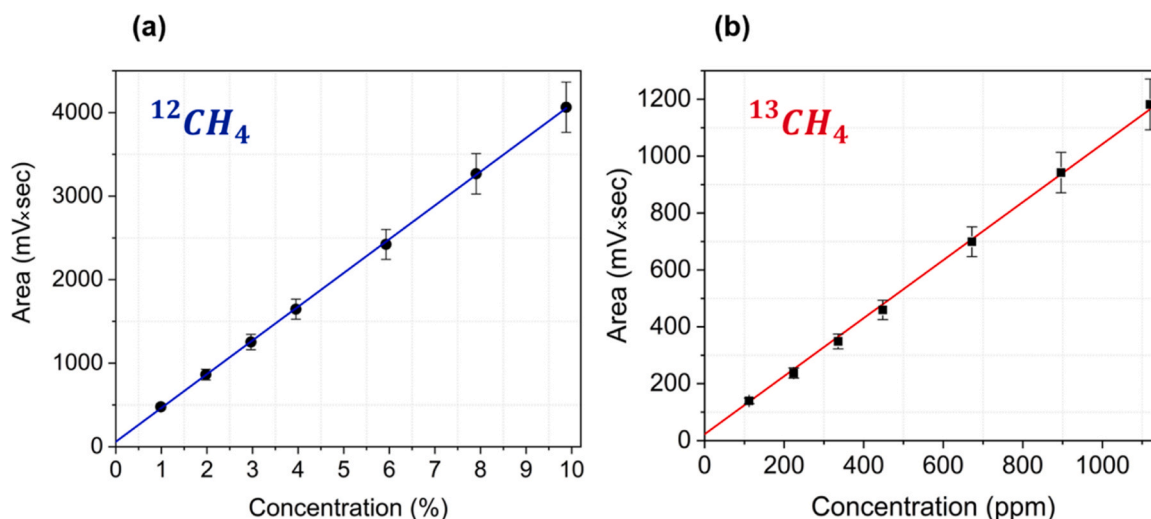 (a)
¹²CH₄
Area (mV×sec)
4000
3000
2000
1000
0
0 1 2 3 4 5 6 7 8 9 10
Concentration (%)
(b)
¹³CH₄
Area (mV×sec)
1200
1000
800
600
400
200
0
0 200 400 600 800 1000
Concentration (ppm)